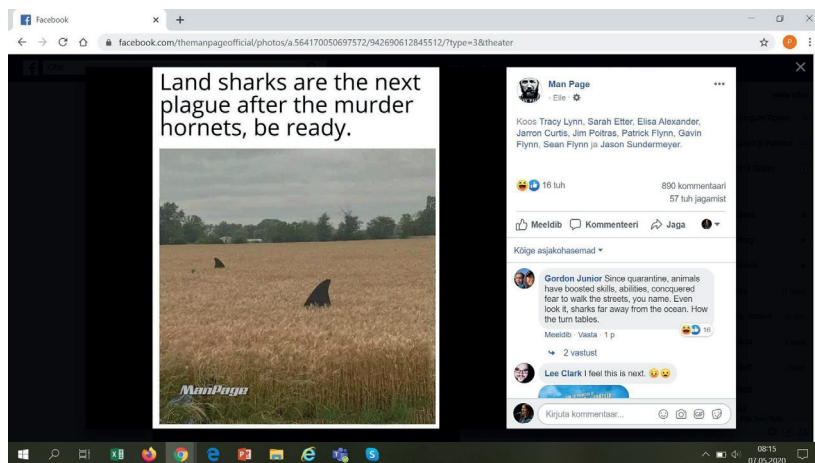 Facebook
facebook.com/themanpageofficial/photos/a.564170050697572/942690612845512/?type=3&theater
P
Land sharks are the next
plague after the murder
hornets, be ready.
ManPage
Man Page
· Eile ·
Koos Tracy Lynn, Sarah Etter, Elisa Alexander,
Jarron Curtis, Jim Poitras, Patrick Flynn, Gavin
Flynn, Sean Flynn ja Jason Sundermeyer.
16 tuh
890 kommentaari
57 tuh jagamist
Meeldib Kommenteeri Jaga
Kõige asjakohasemad
Gordon Junior Since quarantine, animals
have boosted skills, abilities, concquered
fear to walk the streets, you name. Even
look it, sharks far away from the ocean. How
the turn tables.
16
Meeldib · Vasta · 1 p
2 vastust
Lee Clark I feel this is next.
Kirjuta kommentaar...
GIF
08:15
07.05.2020